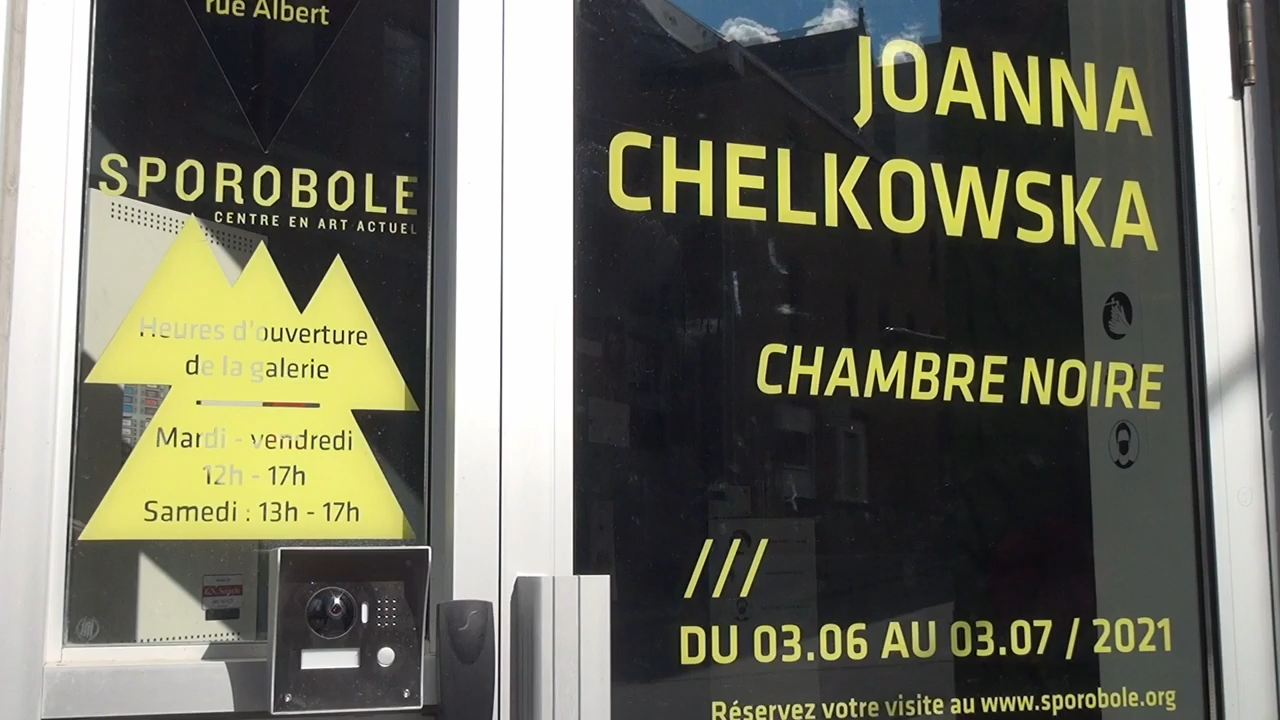 rue Albert
SPOROBOLE
CENTRE EN ART ACTUEL
Heures d'ouverture
de la galerie
Mardi - vendredi
12h - 17h
Samedi : 13h - 17h
JOANNA
CHELKOWSKA
CHAMBRE NOIRE
///
DU 03.06 AU 03.07 / 2021
Réservez votre visite au www.sporobole.org